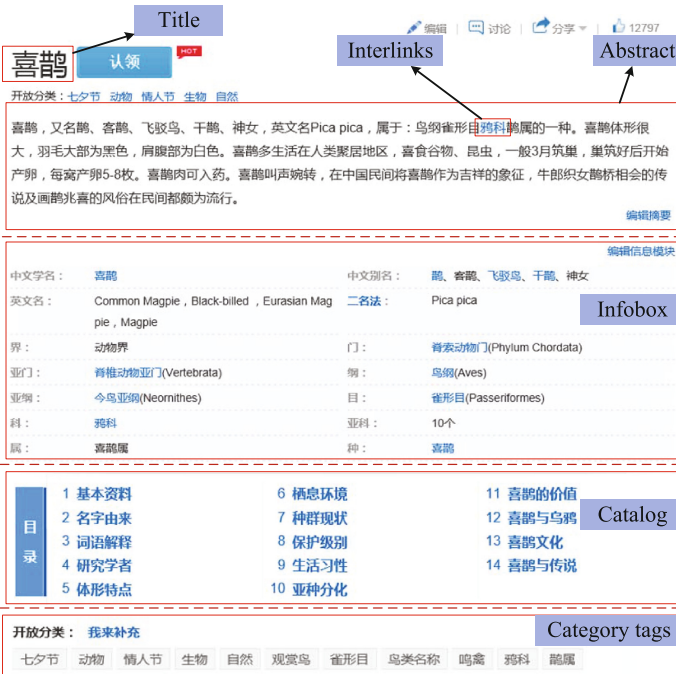 Title
编辑 讨论 分享 12797
Interlinks
Abstract
喜鹊 认领 HOT
开放分类：七夕节 动物 情人节 生物 自然
喜鹊，又名鹊、客鹊、飞驳鸟、干鹊、神女，英文名Pica pica，属于：鸟纲雀形目鸦科鹊属的一种。喜鹊体形很
大，羽毛大部为黑色，肩腹部为白色。喜鹊多生活在人类聚居地区，喜食谷物、昆虫，一般3月筑巢，巢筑好后开始
产卵，每窝产卵5-8枚。喜鹊肉可入药。喜鹊叫声婉转，在中国民间将喜鹊作为吉祥的象征，牛郎织女鹊桥相会的传
说及画鹊兆喜的风俗在民间都颇为流行。
编辑摘要
编辑信息模块
中文学名： 喜鹊 中文别名： 鹊、客鹊、飞驳鸟、干鹊、神女
英文名： Common Magpie，Black-billed ，Eurasian Mag
pie，Magpie
二名法： Pica pica
Infobox
界： 动物界 门： 脊索动物门(Phylum Chordata)
亚门： 脊椎动物亚门(Vertebrata) 纲： 鸟纲(Aves)
亚纲： 今鸟亚纲(Neornithes) 目： 雀形目(Passeriformes)
科： 鸦科 亚科： 10个
属： 喜鹊属 种： 喜鹊
目录
1 基本资料 6 栖息环境 11 喜鹊的价值
2 名字由来 7 种群现状 12 喜鹊与乌鸦
3 词语解释 8 保护级别 13 喜鹊文化
4 研究学者 9 生活习性 14 喜鹊与传说
5 体形特点 10 亚种分化
Catalog
开放分类： 我来补充
Category tags
七夕节 动物 情人节 生物 自然 观赏鸟 雀形目 鸟类名称 鸣禽 鸦科 鹊属